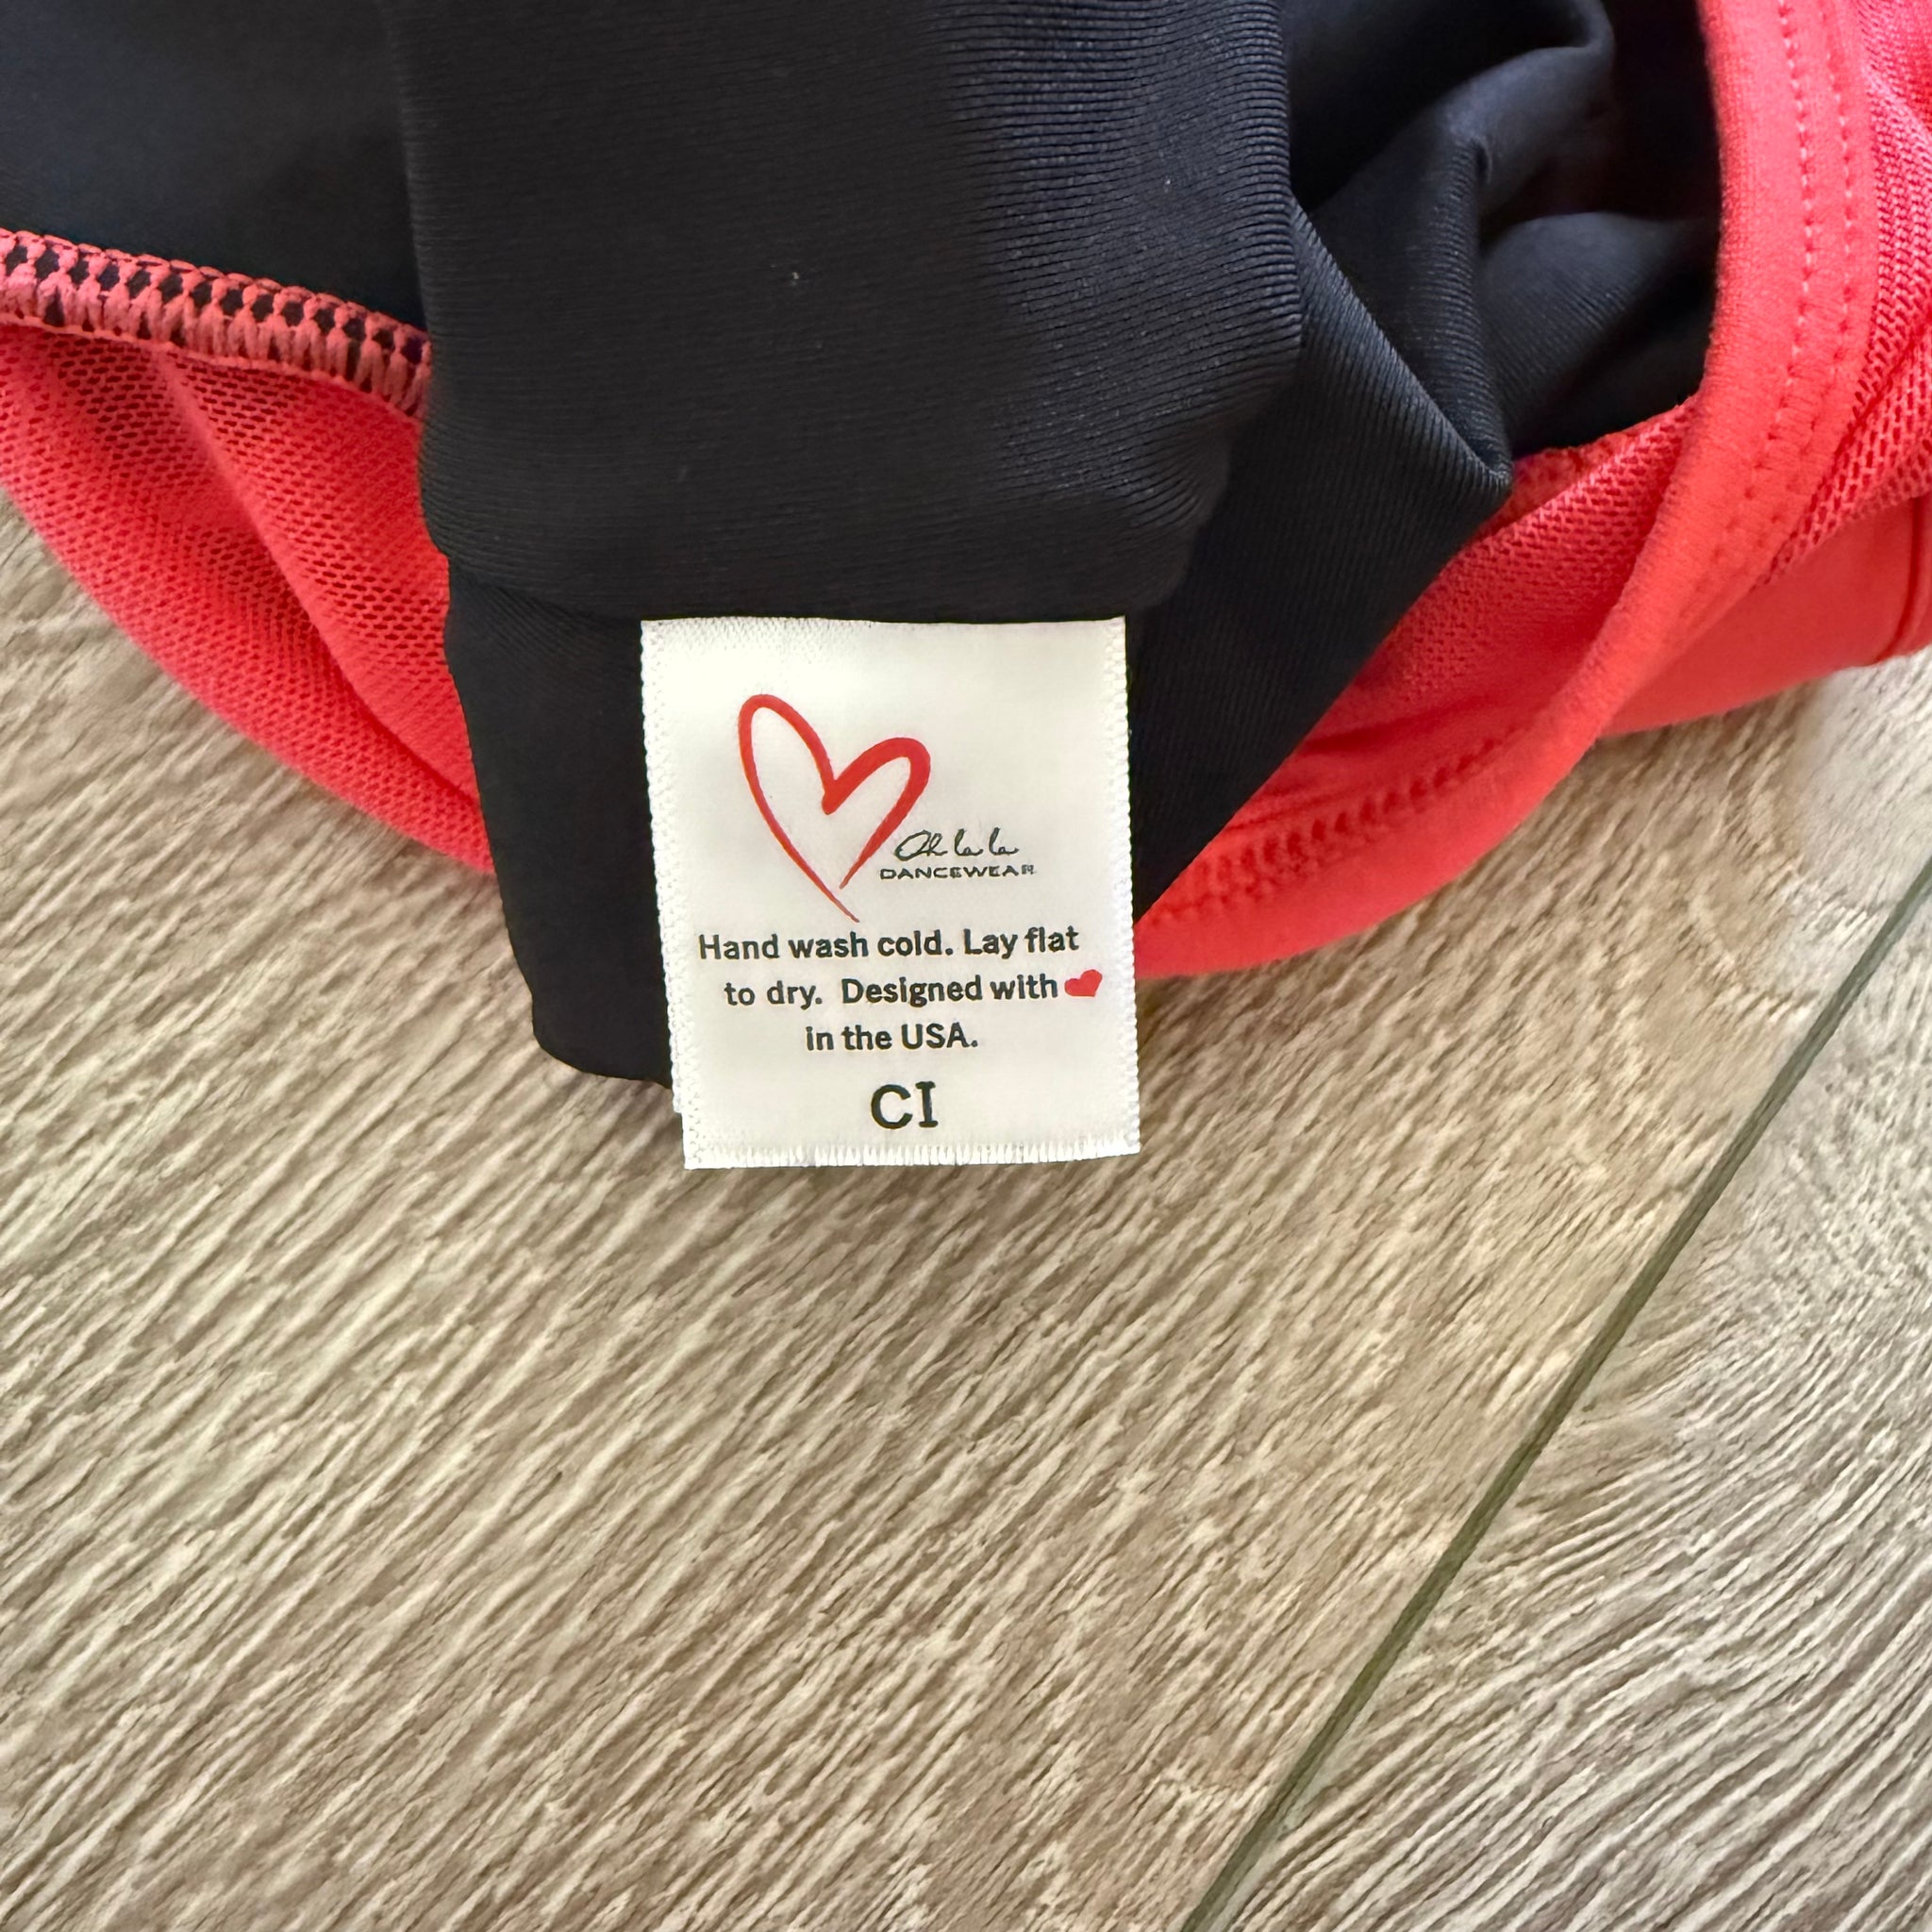 Oh la la
DANCEWEAR
Hand wash cold. Lay flat
to dry. Designed with ❤
in the USA.
CI